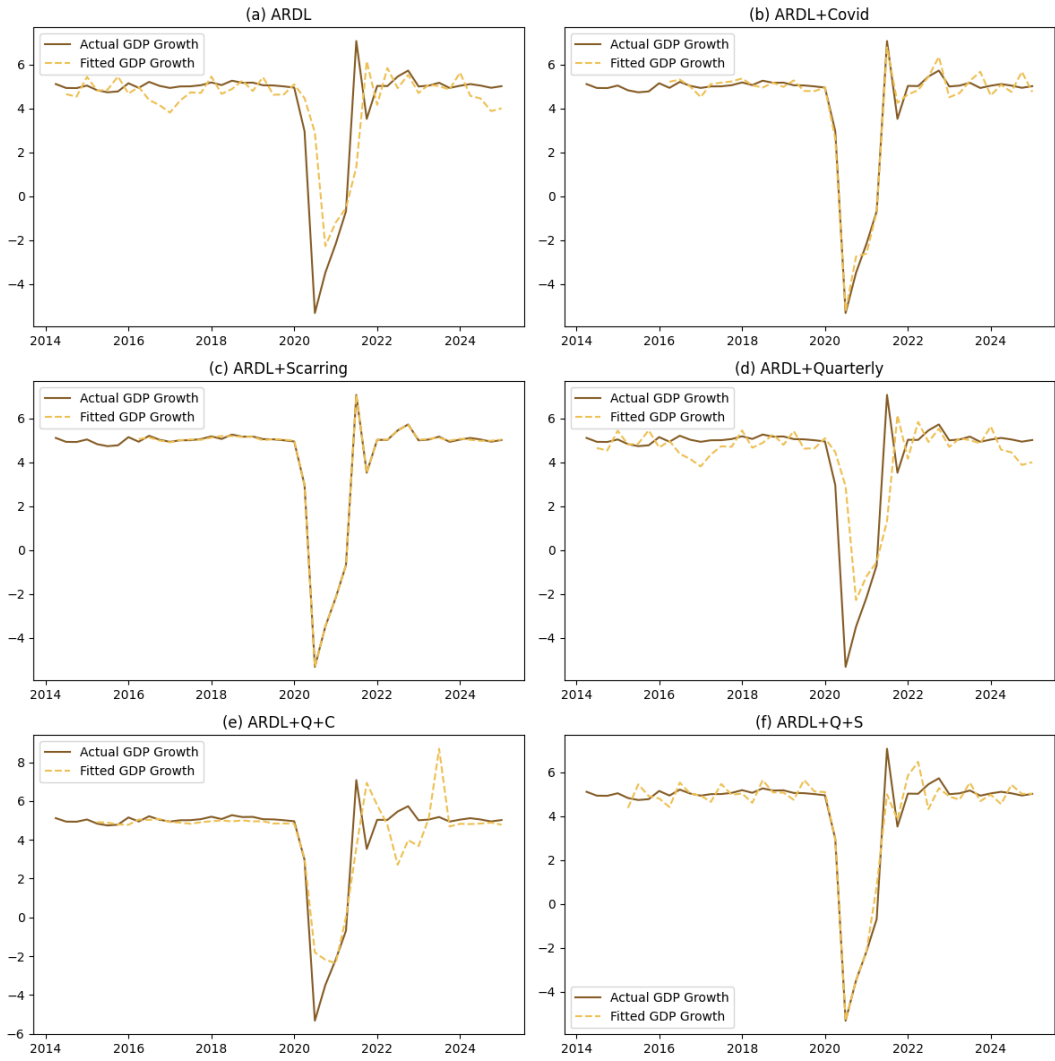 (a) ARDL
Actual GDP Growth
Fitted GDP Growth
6
4
2
0
−2
−4
2014 2016 2018 2020 2022 2024
(b) ARDL+Covid
Actual GDP Growth
Fitted GDP Growth
6
4
2
0
−2
−4
2014 2016 2018 2020 2022 2024
(c) ARDL+Scarring
Actual GDP Growth
Fitted GDP Growth
6
4
2
0
−2
−4
2014 2016 2018 2020 2022 2024
(d) ARDL+Quarterly
Actual GDP Growth
Fitted GDP Growth
6
4
2
0
−2
−4
2014 2016 2018 2020 2022 2024
(e) ARDL+Q+C
Actual GDP Growth
Fitted GDP Growth
8
6
4
2
0
−2
−4
−6
2014 2016 2018 2020 2022 2024
(f) ARDL+Q+S
6
4
2
0
−2
−4
Actual GDP Growth
Fitted GDP Growth
2014 2016 2018 2020 2022 2024